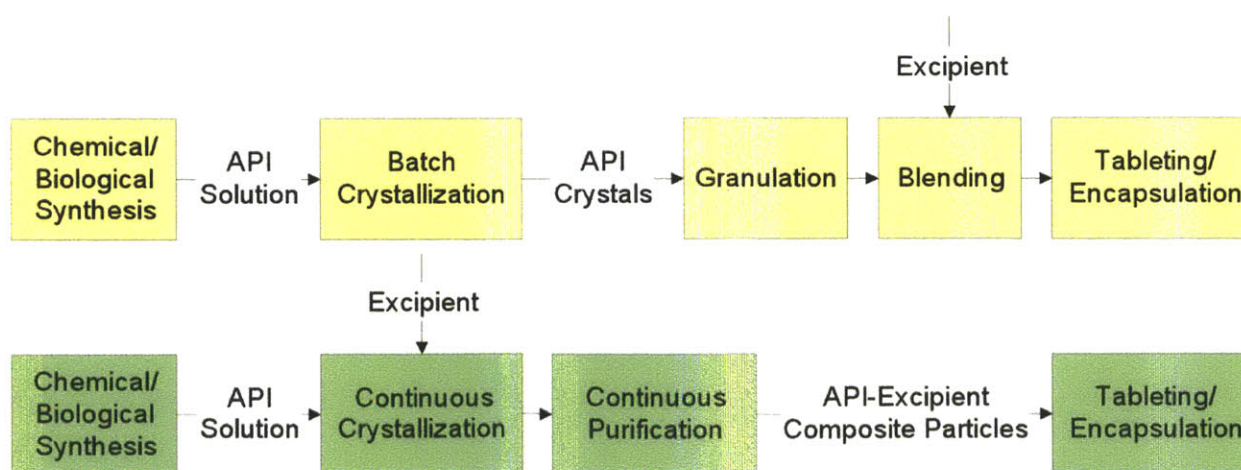 Excipient
Chemical/
Biological
Synthesis
API
Solution
Batch
Crystallization
API
Crystals
Granulation
Blending
Tableting/
Encapsulation
Excipient
Chemical/
Biological
Synthesis
API
Solution
Continuous
Crystallization
Continuous
Purification
API-Excipient
Composite Particles
Tableting/
Encapsulation